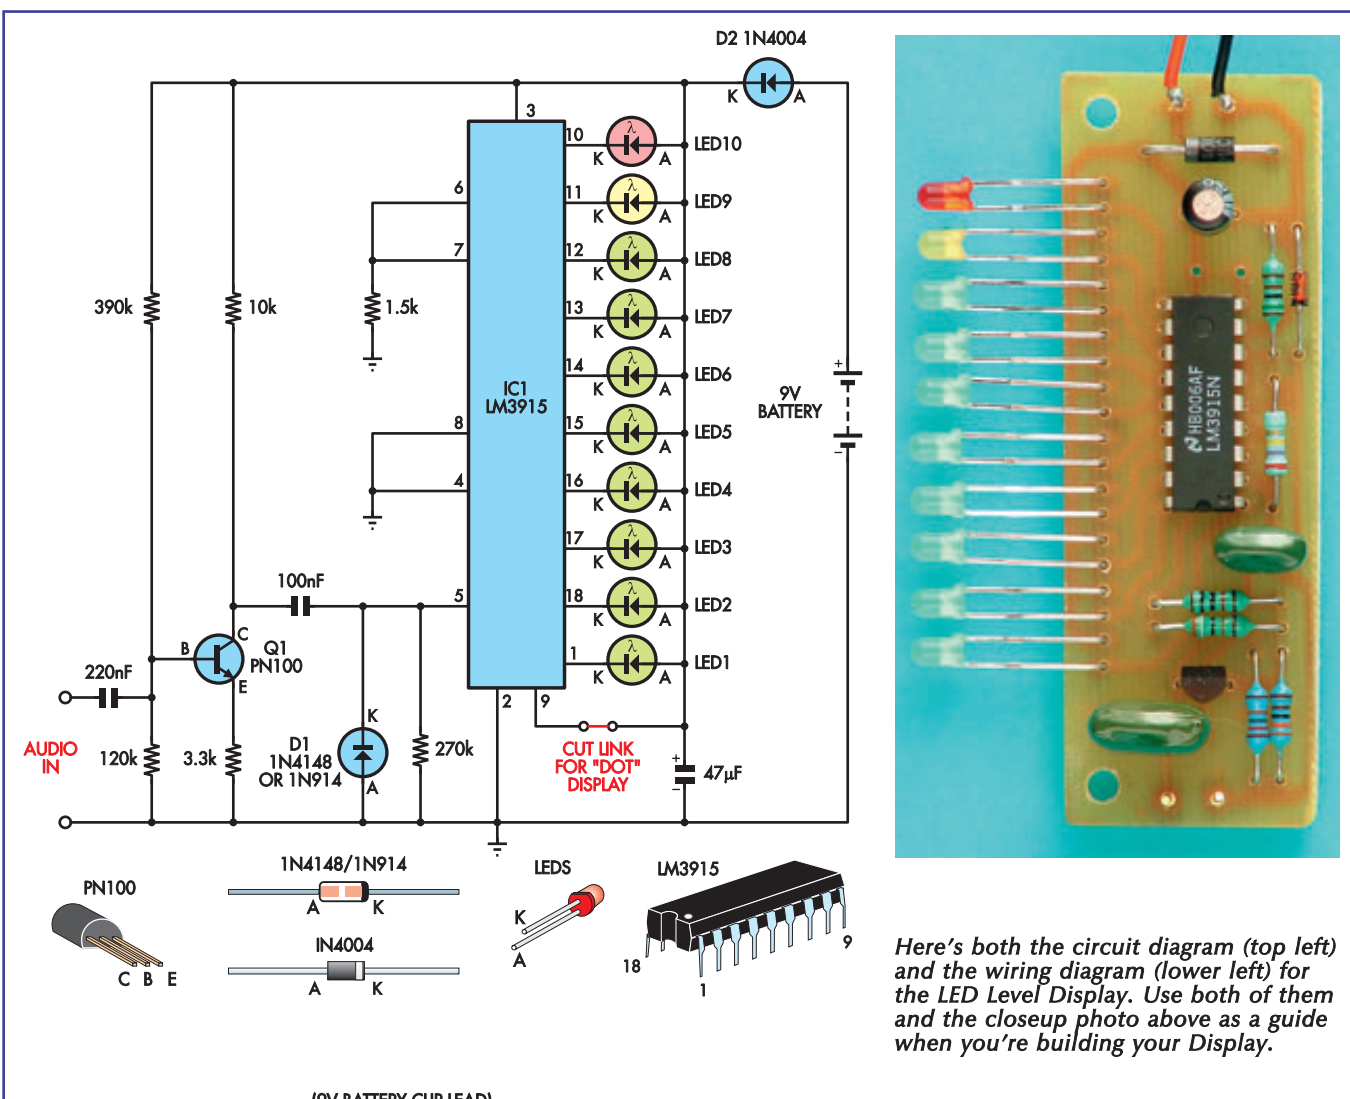 D2 1N4004
K
A
3
10
K
A
LED10
6
11
K
A
LED9
7
12
K
A
LED8
390k
10k
1.5k
13
K
A
LED7
14
K
A
LED6
IC1
LM3915
9V
BATTERY
+
−
8
15
K
A
LED5
4
16
K
A
LED4
17
K
A
LED3
100nF
5
18
K
A
LED2
B
C
E
Q1
PN100
1
K
A
LED1
220nF
2
9
AUDIO
IN
120k
3.3k
K
D1
1N4148
OR 1N914
A
270k
CUT LINK
FOR "DOT"
DISPLAY
+
−
47µF
HB006AF
LM3915N
PN100
C B E
1N4148/1N914
A
K
IN4004
A
K
LEDS
K
A
LM3915
18
1
9
Here's both the circuit diagram (top left)
and the wiring diagram (lower left) for
the LED Level Display. Use both of them
and the closeup photo above as a guide
when you're building your Display.
(9V BATTERY CLIP LEAD)